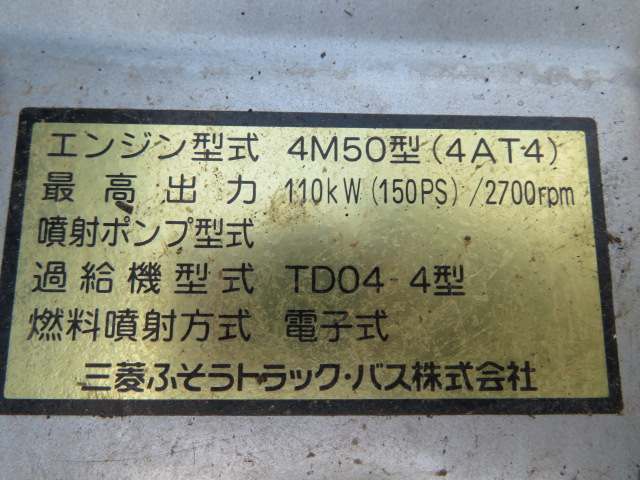 エンジン型式 4M50型(4AT4)
最高出力 110kW(150PS)/2700rpm
噴射ポンプ型式
過給機型式 TD04-4型
燃料噴射方式 電子式
三菱ふそうトラック・バス株式会社